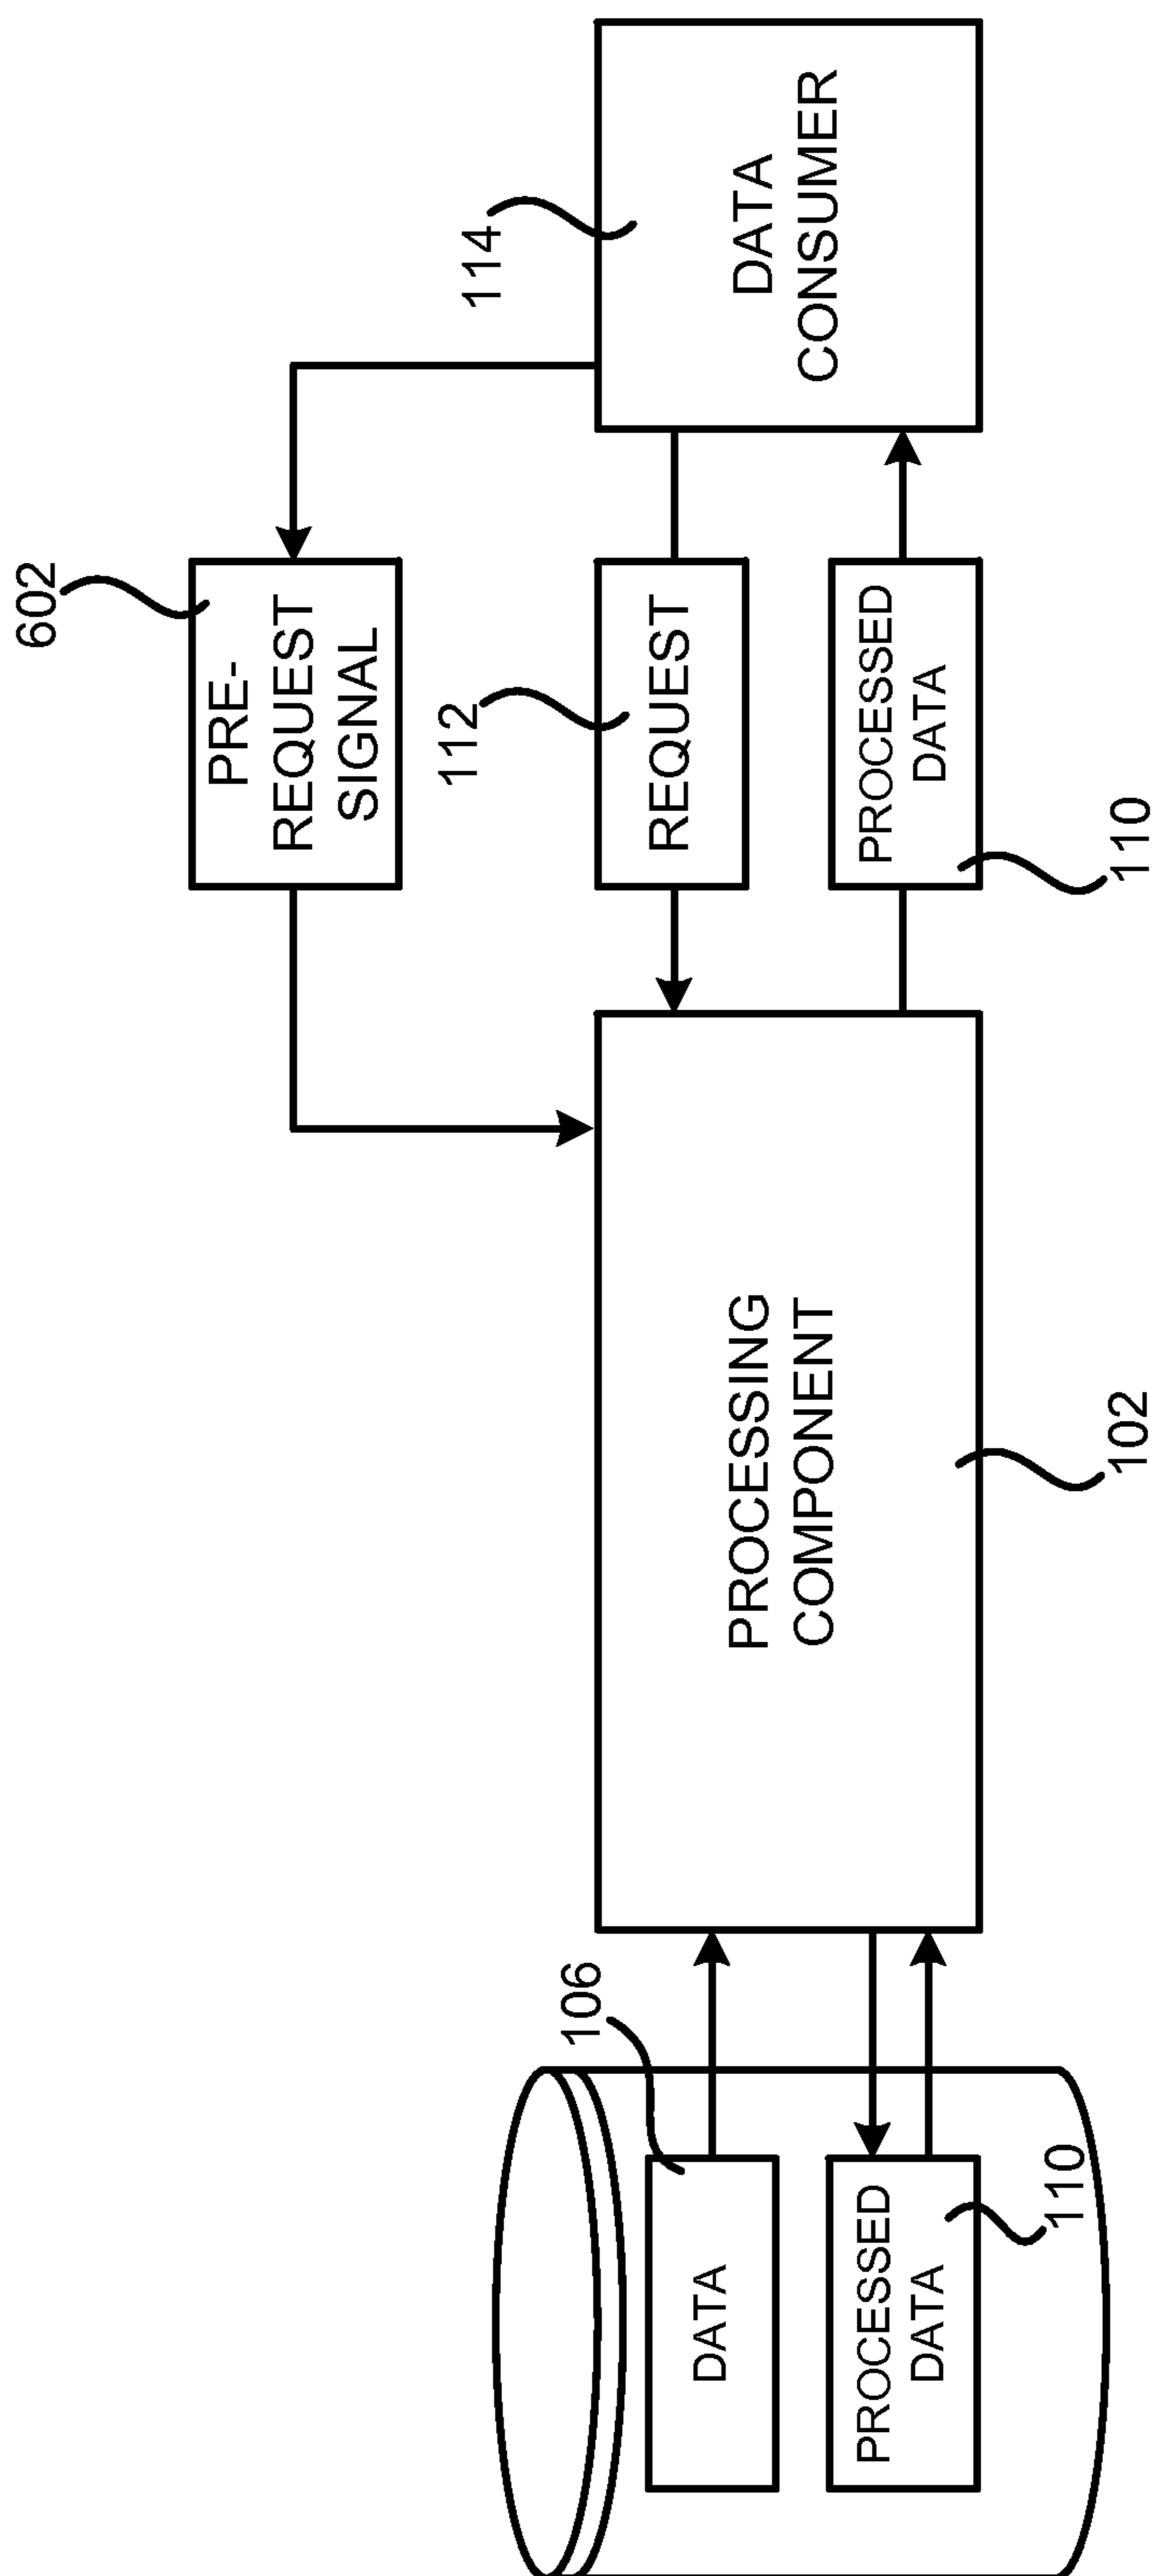 602
PRE-
REQUEST
SIGNAL
114
112
REQUEST
DATA
CONSUMER
PROCESSED
DATA
110
PROCESSING
COMPONENT
102
106
DATA
PROCESSED
DATA
110